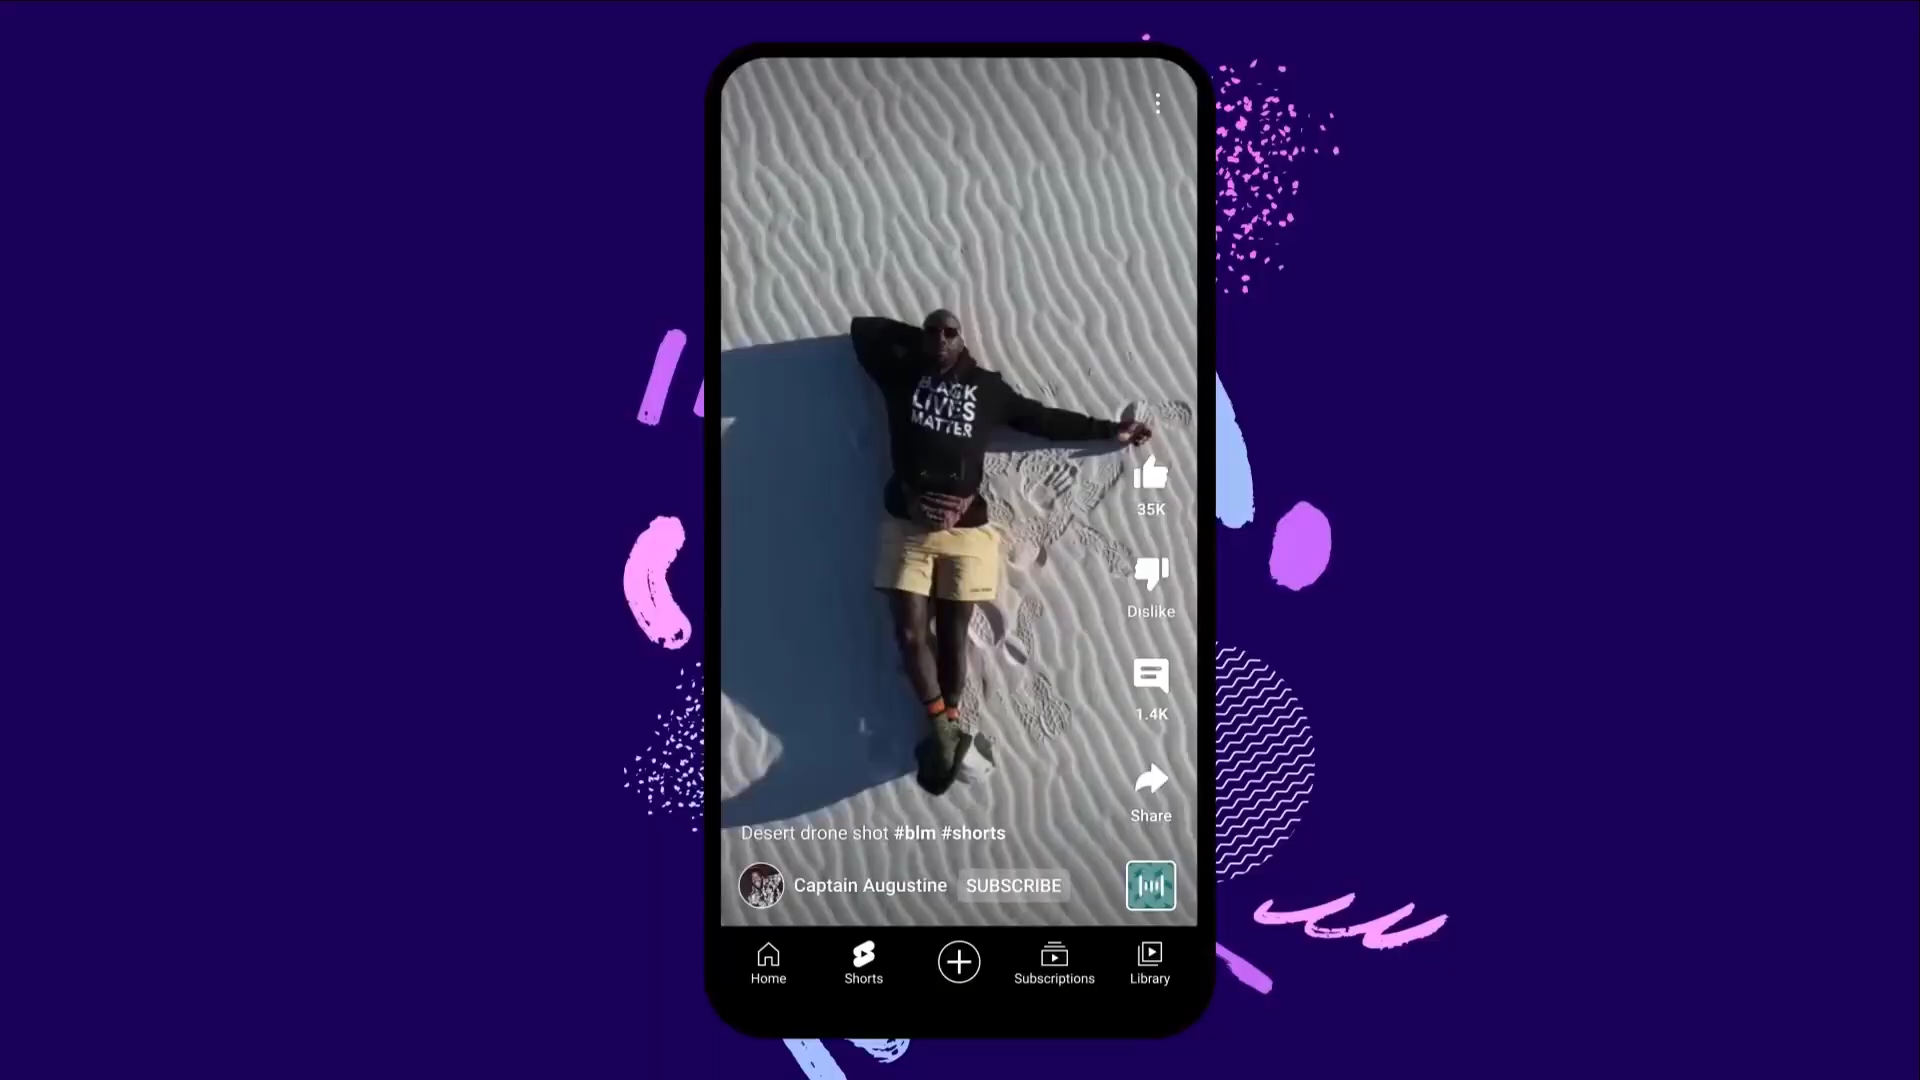 BLACK
LIVES
MATTER
35K
Dislike
1.4K
Share
Desert drone shot #blm #shorts
Captain Augustine SUBSCRIBE
Home Shorts Subscriptions Library